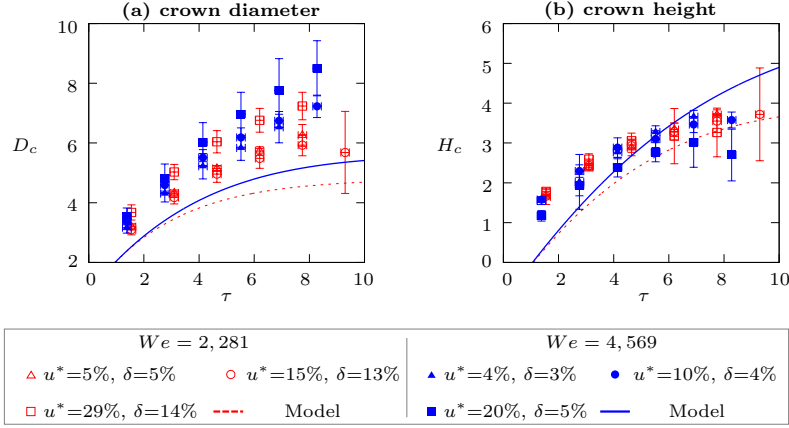 (a) crown diameter
(b) crown height
10
8
6
4
2
D_c
0 2 4 6 8 10
τ
6
5
4
3
2
1
0
H_c
0 2 4 6 8 10
τ
We = 2,281
We = 4,569
u*=5%, δ=5%
u*=15%, δ=13%
u*=4%, δ=3%
u*=10%, δ=4%
u*=29%, δ=14%
Model
u*=20%, δ=5%
Model